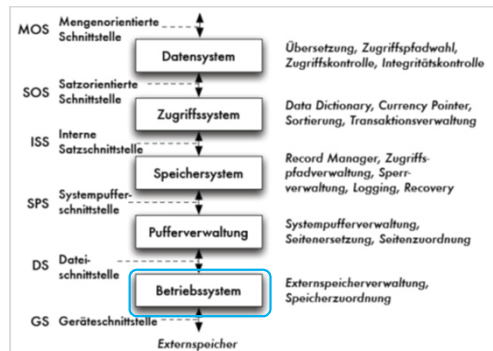 MOS Mengenorientierte
Schnittstelle
Datensystem
Übersetzung, Zugriffspfadwahl,
Zugriffskontrolle, Integritätskontrolle
SOS Satzorientierte
Schnittstelle
Zugriffssystem
Data Dictionary, Currency Pointer,
Sortierung, Transaktionsverwaltung
ISS Interne
Satzschnittstelle
Speichersystem
Record Manager, Zugriffs-
pfadverwaltung, Sperr-
verwaltung, Logging, Recovery
SPS Systempuffer-
schnittstelle
Pufferverwaltung
Systempufferverwaltung,
Seitenersetzung, Seitenzuordnung
DS Datei-
schnittstelle
Betriebssystem
Externspeicherverwaltung,
Speicherzuordnung
GS Geräteschnittstelle
Externspeicher